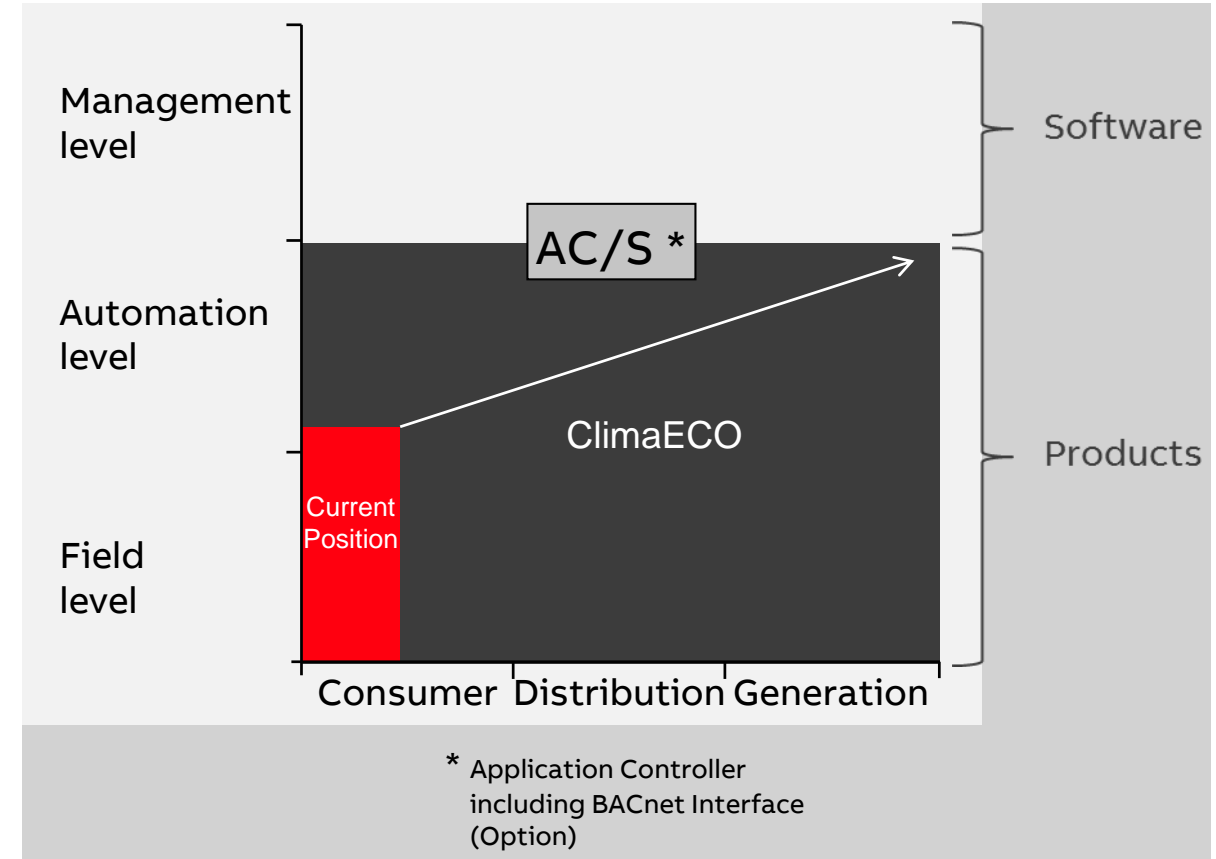 Management
level
Software
AC/S *
Automation
level
ClimaECO
Products
Current
Position
Field
level
Consumer Distribution Generation
* Application Controller
including BACnet Interface
(Option)